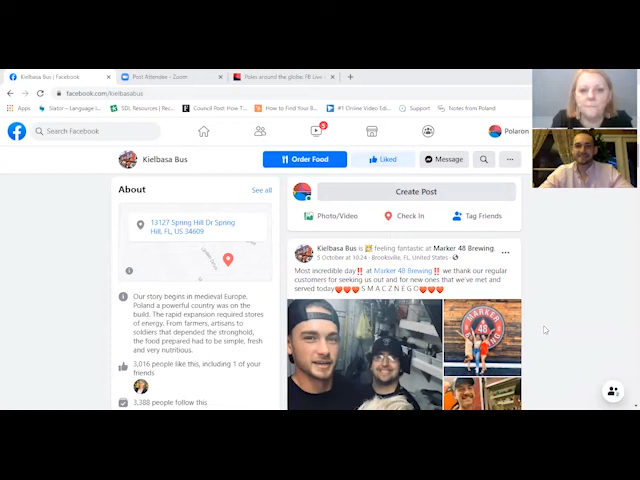 Kielbasa Bus | Facebook
Post Attendee - Zoom
Poles around the globe: FB Live
facebook.com/kielbasabus
Apps
Slator – Language I...
SDL Resources (Rec...
Council Post: How T...
How to Find Your B...
#1 Online Video Edi...
Support
Notes from Poland
Search Facebook
5
Polaron
Kielbasa Bus
Order Food
Liked
Message
About
See all
13127 Spring Hill Dr Spring
Hill, FL, US 34609
Our story begins in medieval Europe.
Poland a powerful country was on the
build. The rapid expansion required stores
of energy. From farmers, artisans to
soldiers that depended the stronghold,
the food prepared had to be simple, fresh
and very nutritious.
3,016 people like this, including 1 of your
friends
3,388 people follow this
Create Post
Photo/Video
Check In
Tag Friends
Kielbasa Bus is feeling fantastic at Marker 48 Brewing.
5 October at 10:24 · Brooksville, FL, United States ·
Most incredible day‼ at Marker 48 Brewing‼ we thank our regular
customers for seeking us out and for new ones that we've met and
served today❤❤❤ S M A C Z N E G O❤❤❤
MARKER
48